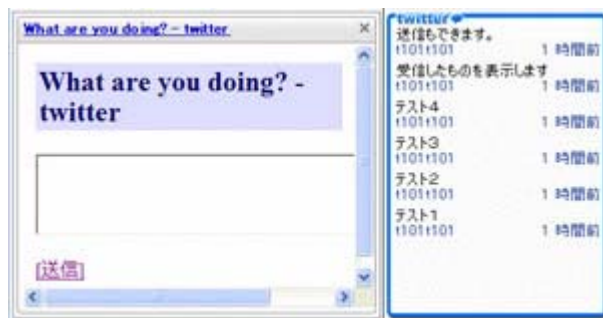 What are you doing? - twitter
What are you doing? -
twitter
[送信]
twitter
送信もできます。
t101t101 1 時間前
受信したものを表示します
t101t101 1 時間前
テスト4
t101t101 1 時間前
テスト3
t101t101 1 時間前
テスト2
t101t101 1 時間前
テスト1
t101t101 1 時間前